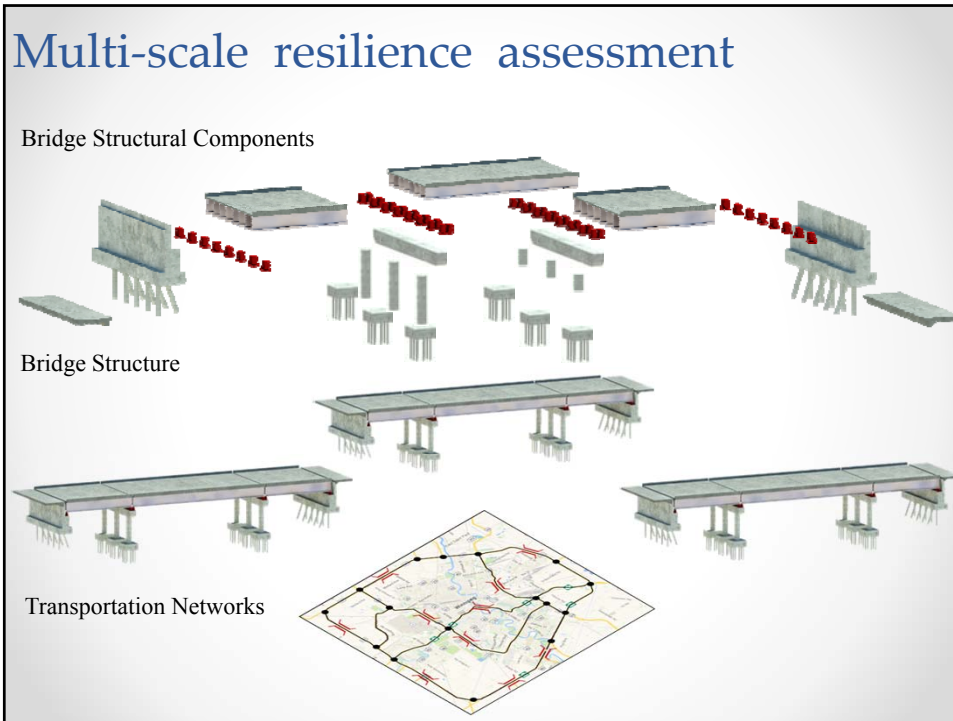 Multi-scale resilience assessment
Bridge Structural Components
Bridge Structure
Transportation Networks